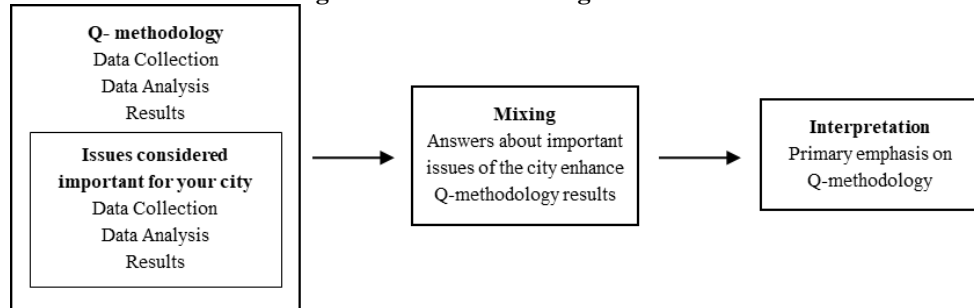 Q- methodology
Data Collection
Data Analysis
Results
Issues considered
important for your city
Data Collection
Data Analysis
Results
Mixing
Answers about important
issues of the city enhance
Q-methodology results
Interpretation
Primary emphasis on
Q-methodology